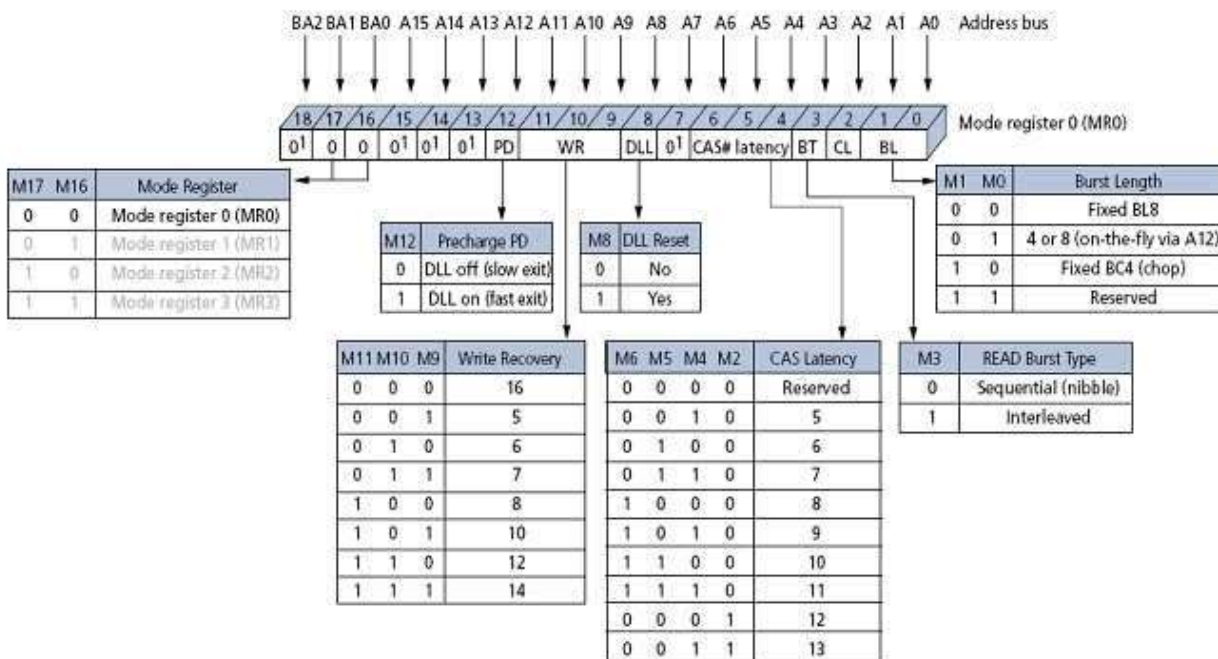 BA2 BA1 BA0 A15 A14 A13 A12 A11 A10 A9 A8 A7 A6 A5 A4 A3 A2 A1 A0 Address bus
18 17 16 15 14 13 12 11 10 9 8 7 6 5 4 3 2 1 0
Mode register 0 (MR0)
0¹ 0 0 0¹ 0¹ 0¹ PD WR DLL 0¹ CAS# latency BT CL BL
M17 M16 Mode Register
0 0 Mode register 0 (MR0)
0 1 Mode register 1 (MR1)
1 0 Mode register 2 (MR2)
1 1 Mode register 3 (MR3)
M12 Precharge PD
0 DLL off (slow exit)
1 DLL on (fast exit)
M8 DLL Reset
0 No
1 Yes
M1 M0 Burst Length
0 0 Fixed BL8
0 1 4 or 8 (on-the-fly via A12)
1 0 Fixed BC4 (chop)
1 1 Reserved
M11 M10 M9 Write Recovery
0 0 0 16
0 0 1 5
0 1 0 6
0 1 1 7
1 0 0 8
1 0 1 10
1 1 0 12
1 1 1 14
M6 M5 M4 M2 CAS Latency
0 0 0 0 Reserved
0 0 1 0 5
0 1 0 0 6
0 1 1 0 7
1 0 0 0 8
1 0 1 0 9
1 1 0 0 10
1 1 1 0 11
0 0 0 1 12
0 0 1 1 13
M3 READ Burst Type
0 Sequential (nibble)
1 Interleaved